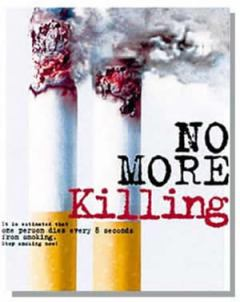 NO
MORE
Killing
It is estimated that
one person dies every 8 seconds
from smoking.
Stop smoking now!